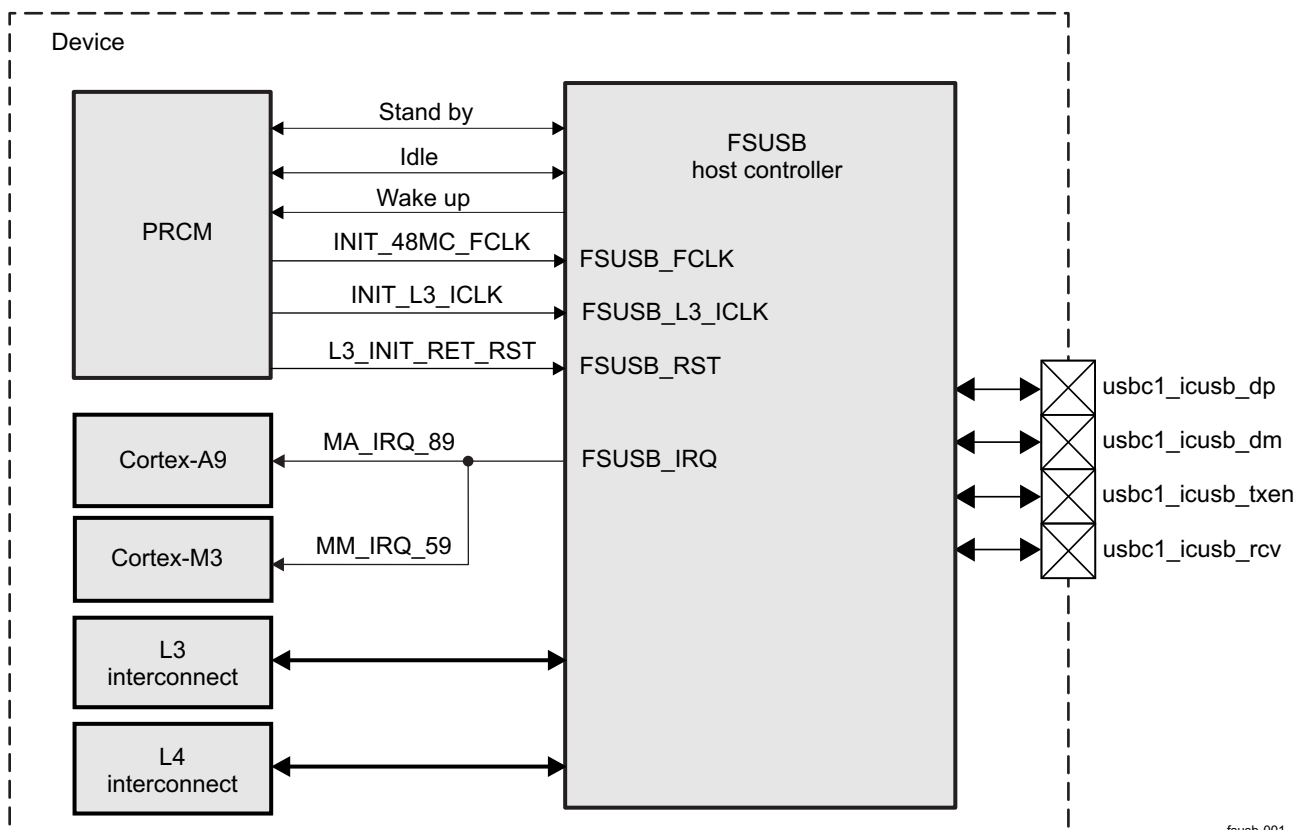 Device
Stand by
Idle
Wake up
PRCM
INIT_48MC_FCLK
INIT_L3_ICLK
L3_INIT_RET_RST
FSUSB
host controller
FSUSB_FCLK
FSUSB_L3_ICLK
FSUSB_RST
Cortex-A9
MA_IRQ_89
FSUSB_IRQ
Cortex-M3
MM_IRQ_59
L3
interconnect
L4
interconnect
usbc1_icusb_dp
usbc1_icusb_dm
usbc1_icusb_txen
usbc1_icusb_rcv